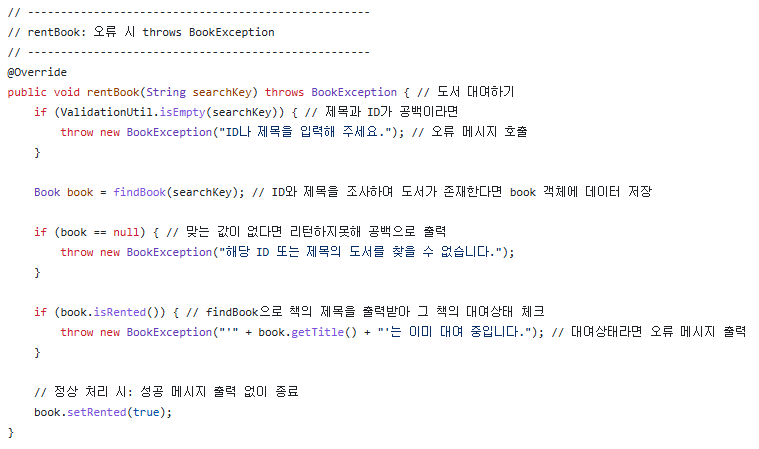 // ----------------------------------------------------
// rentBook: 오류 시 throws BookException
// ----------------------------------------------------
@Override
public void rentBook(String searchKey) throws BookException { // 도서 대여하기
    if (ValidationUtil.isEmpty(searchKey)) { // 제목과 ID가 공백이라면
        throw new BookException("ID나 제목을 입력해 주세요."); // 오류 메시지 호출
    }

    Book book = findBook(searchKey); // ID와 제목을 조사하여 도서가 존재한다면 book 객체에 데이터 저장

    if (book == null) { // 맞는 값이 없다면 리턴하지못해 공백으로 출력
        throw new BookException("해당 ID 또는 제목의 도서를 찾을 수 없습니다.");
    }

    if (book.isRented()) { // findBook으로 책의 제목을 출력받아 그 책의 대여상태 체크
        throw new BookException("'" + book.getTitle() + "'는 이미 대여 중입니다."); // 대여상태라면 오류 메시지 출력
    }

    // 정상 처리 시: 성공 메시지 출력 없이 종료
    book.setRented(true);
}